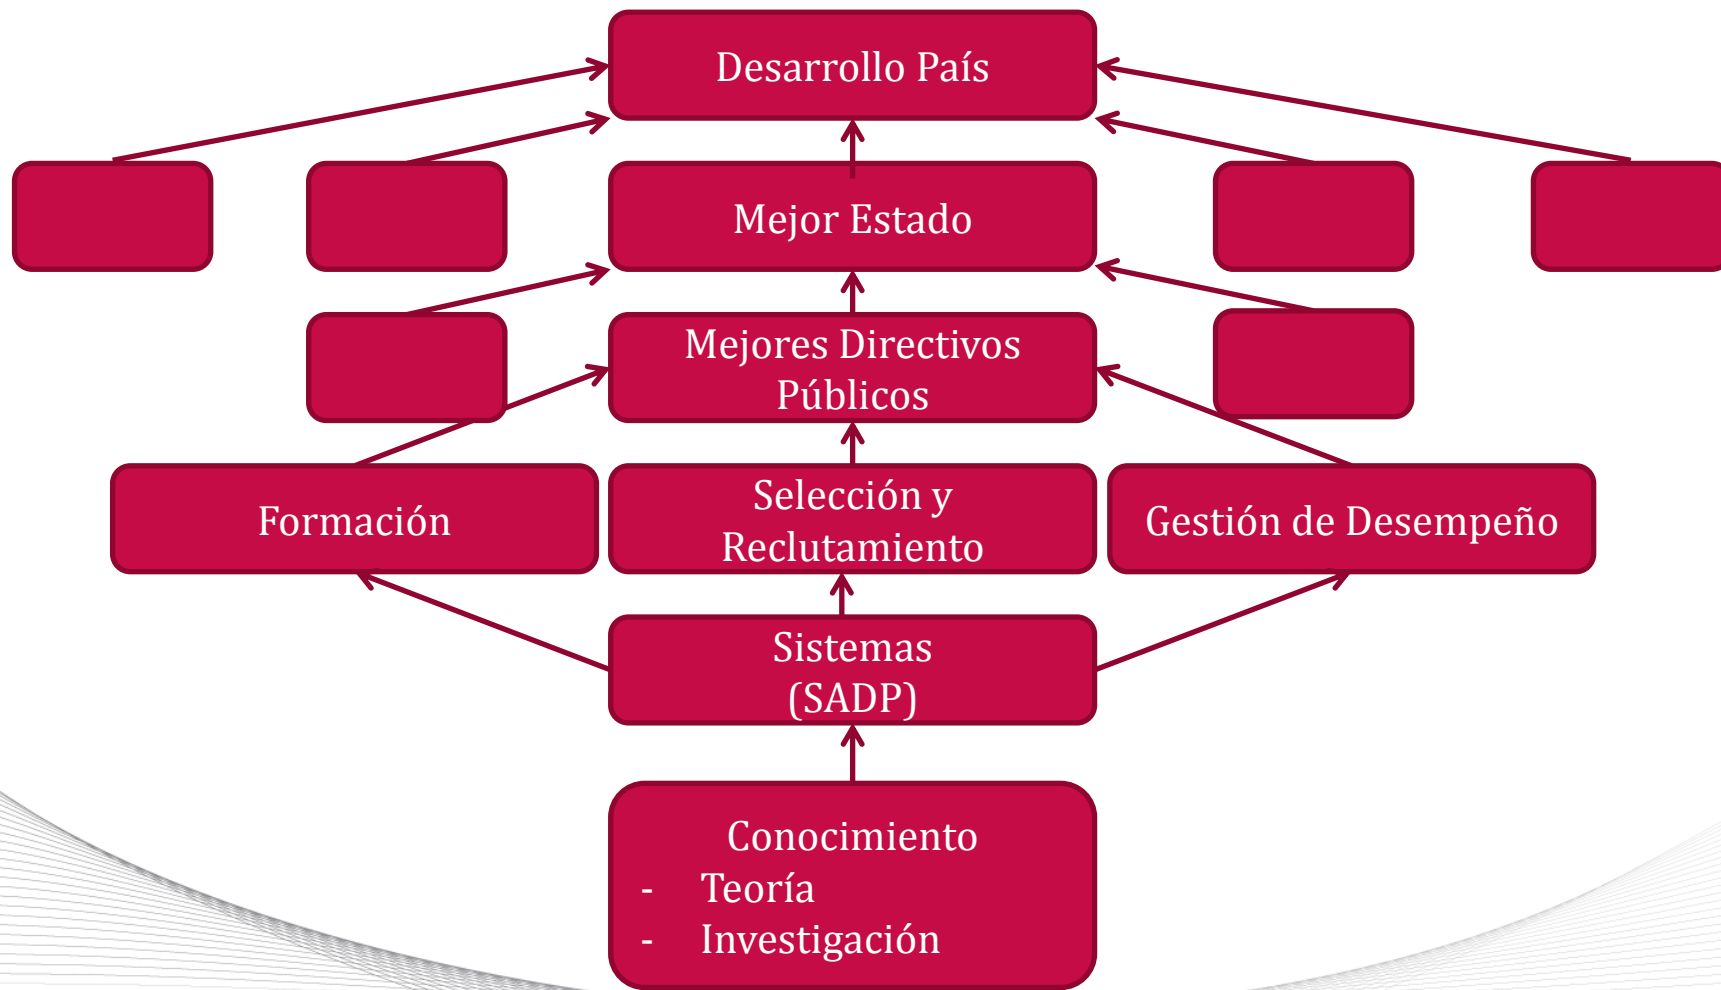 Desarrollo País
Mejor Estado
Mejores Directivos
Públicos
Formación
Selección y
Reclutamiento
Gestión de Desempeño
Sistemas
(SADP)
Conocimiento
- Teoría
- Investigación